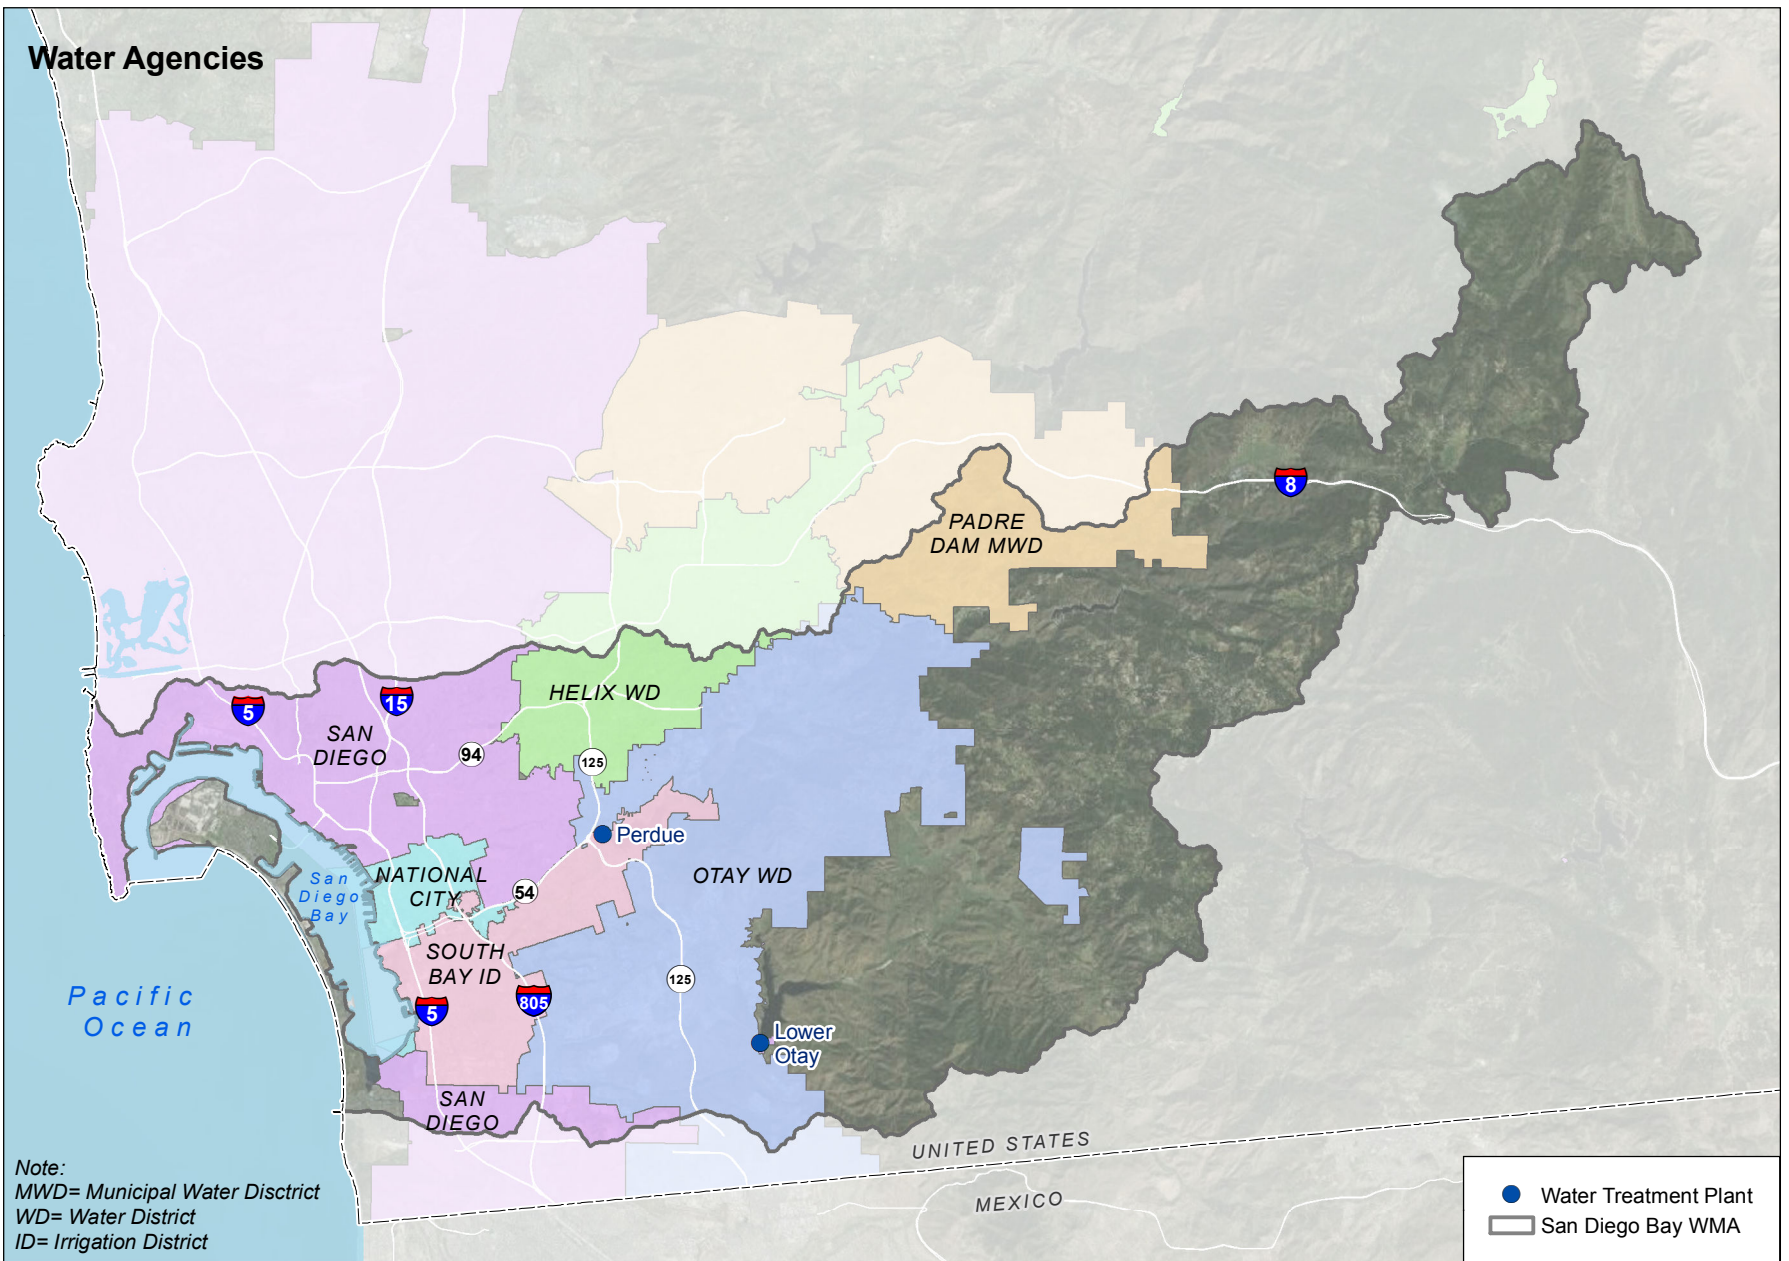 Water Agencies
8
PADRE
DAM MWD
HELIX WD
5
15
SAN
DIEGO
94
125
Perdue
NATIONAL
CITY
54
OTAY WD
San
Diego
Bay
SOUTH
BAY ID
125
5
805
Pacific
Ocean
Lower
Otay
SAN
DIEGO
UNITED STATES
MEXICO
Note:
MWD= Municipal Water Disctrict
WD= Water District
ID= Irrigation District
Water Treatment Plant
San Diego Bay WMA